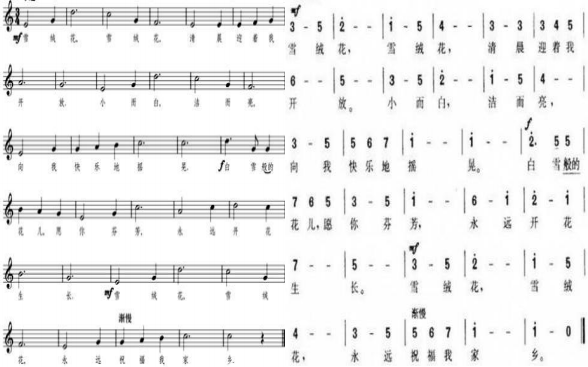 3 4
mf 雪 绒 花, 雪 绒 花, 清 晨 迎 着 我
开 放. 小 而 白, 洁 而 亮,
向 我 快 乐 地 摇 晃. f 白 雪 般的
花 儿, 愿 你 芬 芳, 永 远 开 花
生 长. mf 雪 绒 花, 雪 绒
渐慢
花, 永 远 祝 福 我 家 乡.
mf
3 - 5 | 2̇ - - | 1̇ - 5 | 4 - - | 3 - 3 | 3 4 5
雪 绒 花, 雪 绒 花, 清 晨 迎 着 我
6 - - | 5 - - | 3 - 5 | 2̇ - - | 1̇ - 5 | 4 - -
开 放。 小 而 白, 洁 而 亮,
f
3 - 5 | 5 6 7 | 1̇ - - | 1̇ - - | 2̇. 5 5
向 我 快 乐 地 摇 晃。 白 雪 般的
7 6 5 | 3 - 5 | 1̇ - - | 6 - 1̇ | 2̇ - 1̇
花 儿, 愿 你 芬 芳, 永 远 开 花
mf
7 - - | 5 - - | 3 - 5 | 2̇ - - | 1̇ - 5
生 长。 雪 绒 花, 雪 绒
渐慢
4 - - | 3 - 5 | 5 6 7 | 1̇ - - | 1̇ - 0
花, 永 远 祝 福 我 家 乡。